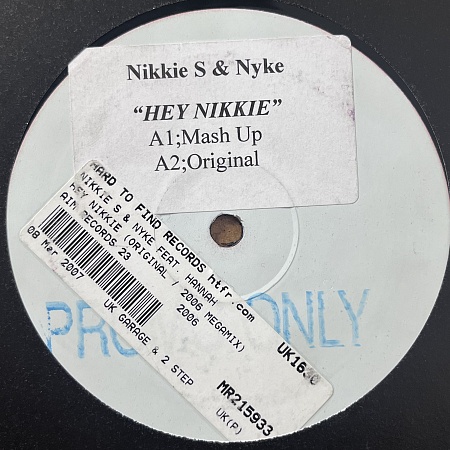 Nikkie S & Nyke
“HEY NIKKIE”
A1;Mash Up
A2;Original
HARD TO FIND RECORDS htfr.com
NIKKIE S & NYKE FEAT. HANNAH
HEY NIKKIE (ORIGINAL / 2006 MEGAMIX)
AIM RECORDS 23
2006
08 Mar 2007
UK GARAGE & 2 STEP
MR215933
UK(P)
ONLY